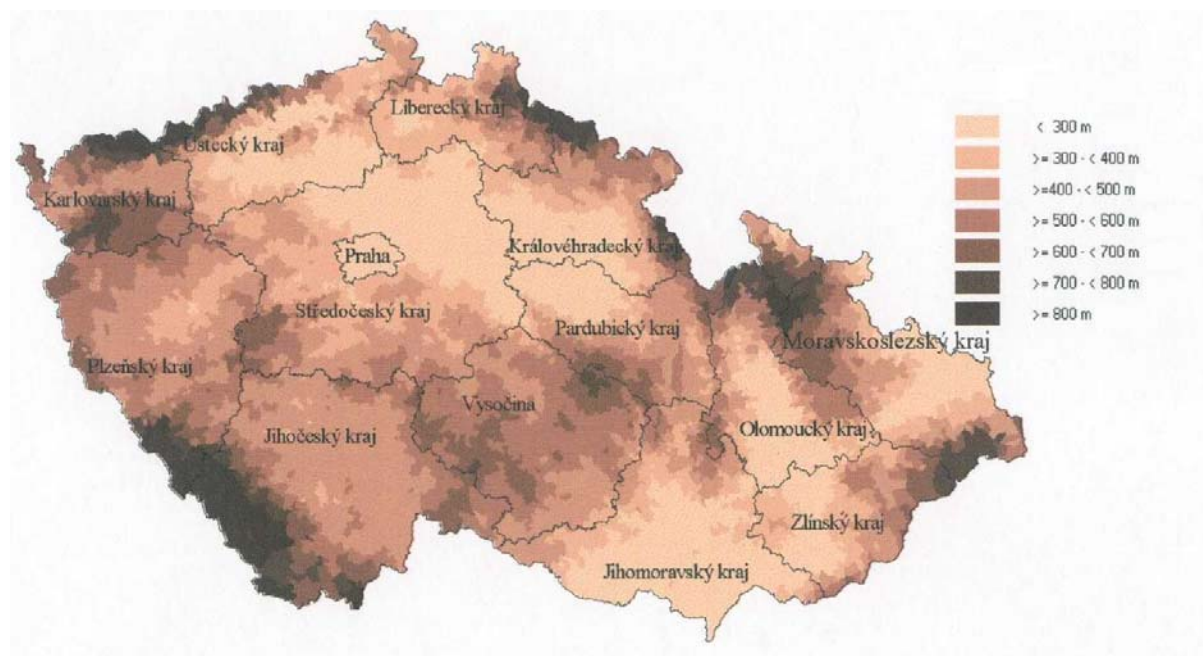 Liberecký kraj
Ústecký kraj
Karlovarský kraj
Královéhradecký kraj
Praha
Středočeský kraj
Pardubický kraj
Moravskoslezský kraj
Plzeňský kraj
Vysočina
Jihočeský kraj
Olomoucký kraj
Zlínský kraj
Jihomoravský kraj
< 300 m
>= 300 - < 400 m
>=400 - < 500 m
>= 500 - < 600 m
>= 600 - < 700 m
>= 700 - < 800 m
>= 800 m